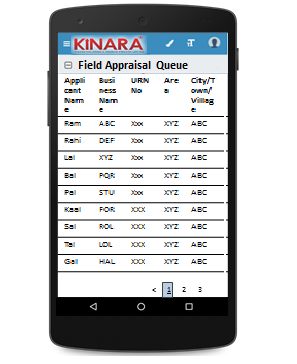 KINARA
Field Appraisal Queue
Applicant Name Business Name URN No Area City/Town/Village
Ram ABC Xxx XYZ ABC
Rahi DEF Xxx XYZ ABC
Lal XYZ Xxx XYZ ABC
Bal PQR Xxx XYZ ABC
Pal STU Xxx XYZ ABC
Kaal FOR XXX XYZ ABC
Sal ROL XXX XYZ ABC
Tal LOL XXX XYZ ABC
Gal HAL XXX XYZ ABC
< 1 2 3